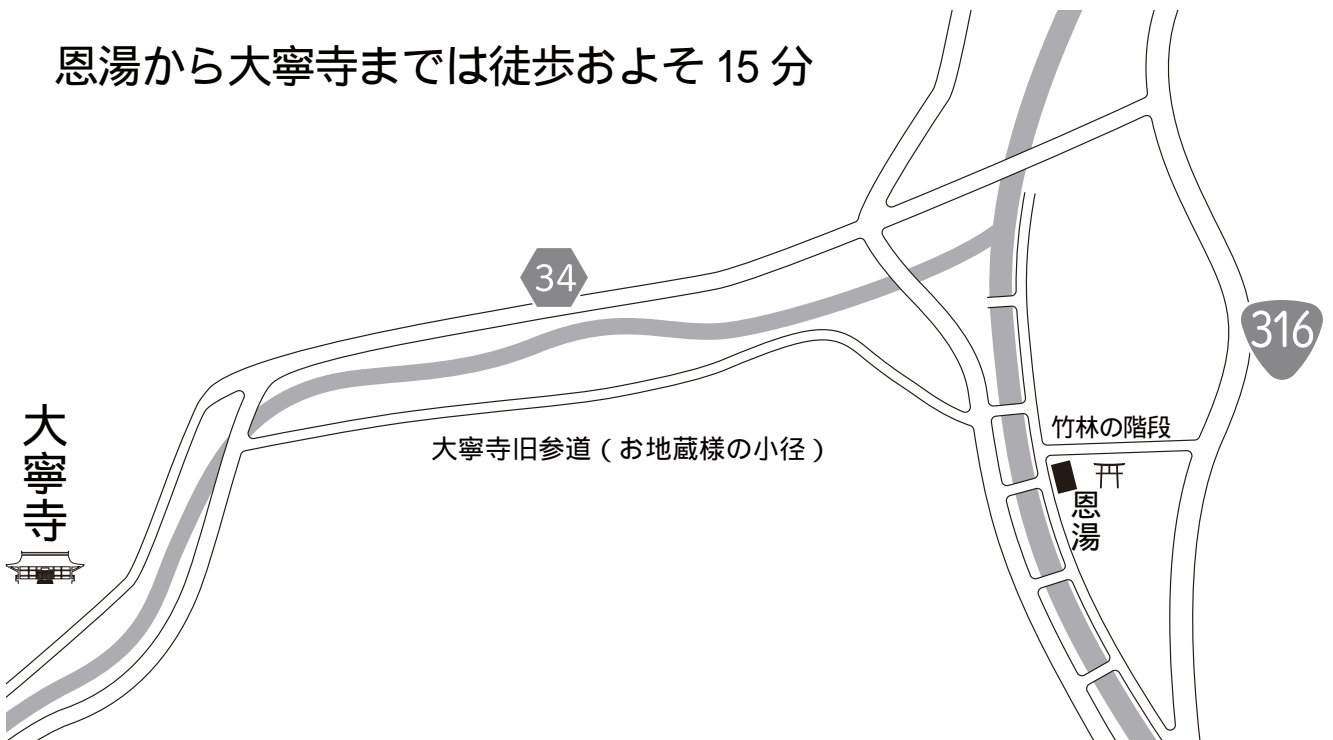 恩湯から大寧寺までは徒歩およそ 15 分
34
316
大寧寺
大寧寺旧参道 ( お地蔵様の小径 )
竹林の階段
恩湯